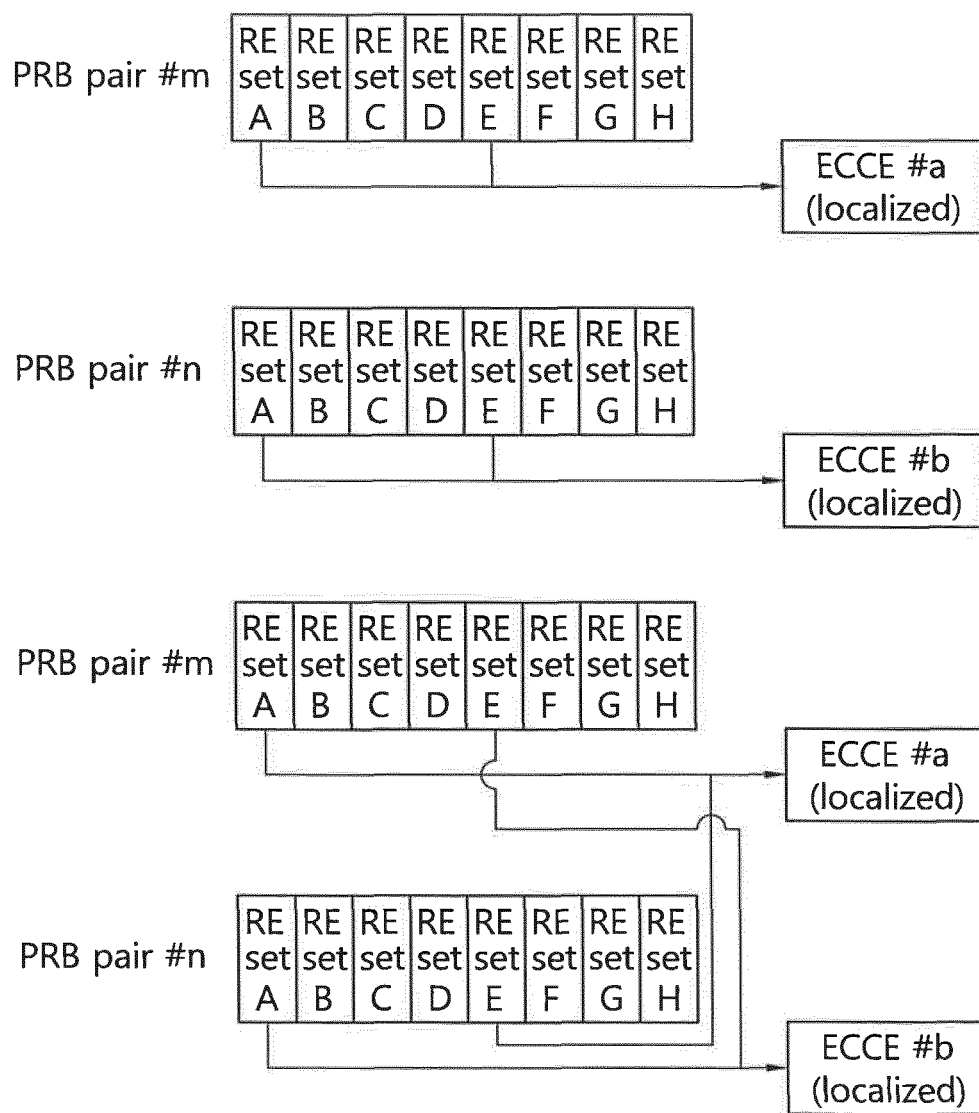 RE RE RE RE RE RE RE RE
PRB pair #m set set set set set set set set
A B C D E F G H
ECCE #a
(localized)
RE RE RE RE RE RE RE RE
PRB pair #n set set set set set set set set
A B C D E F G H
ECCE #b
(localized)
RE RE RE RE RE RE RE RE
PRB pair #m set set set set set set set set
A B C D E F G H
ECCE #a
(localized)
RE RE RE RE RE RE RE RE
PRB pair #n set set set set set set set set
A B C D E F G H
ECCE #b
(localized)